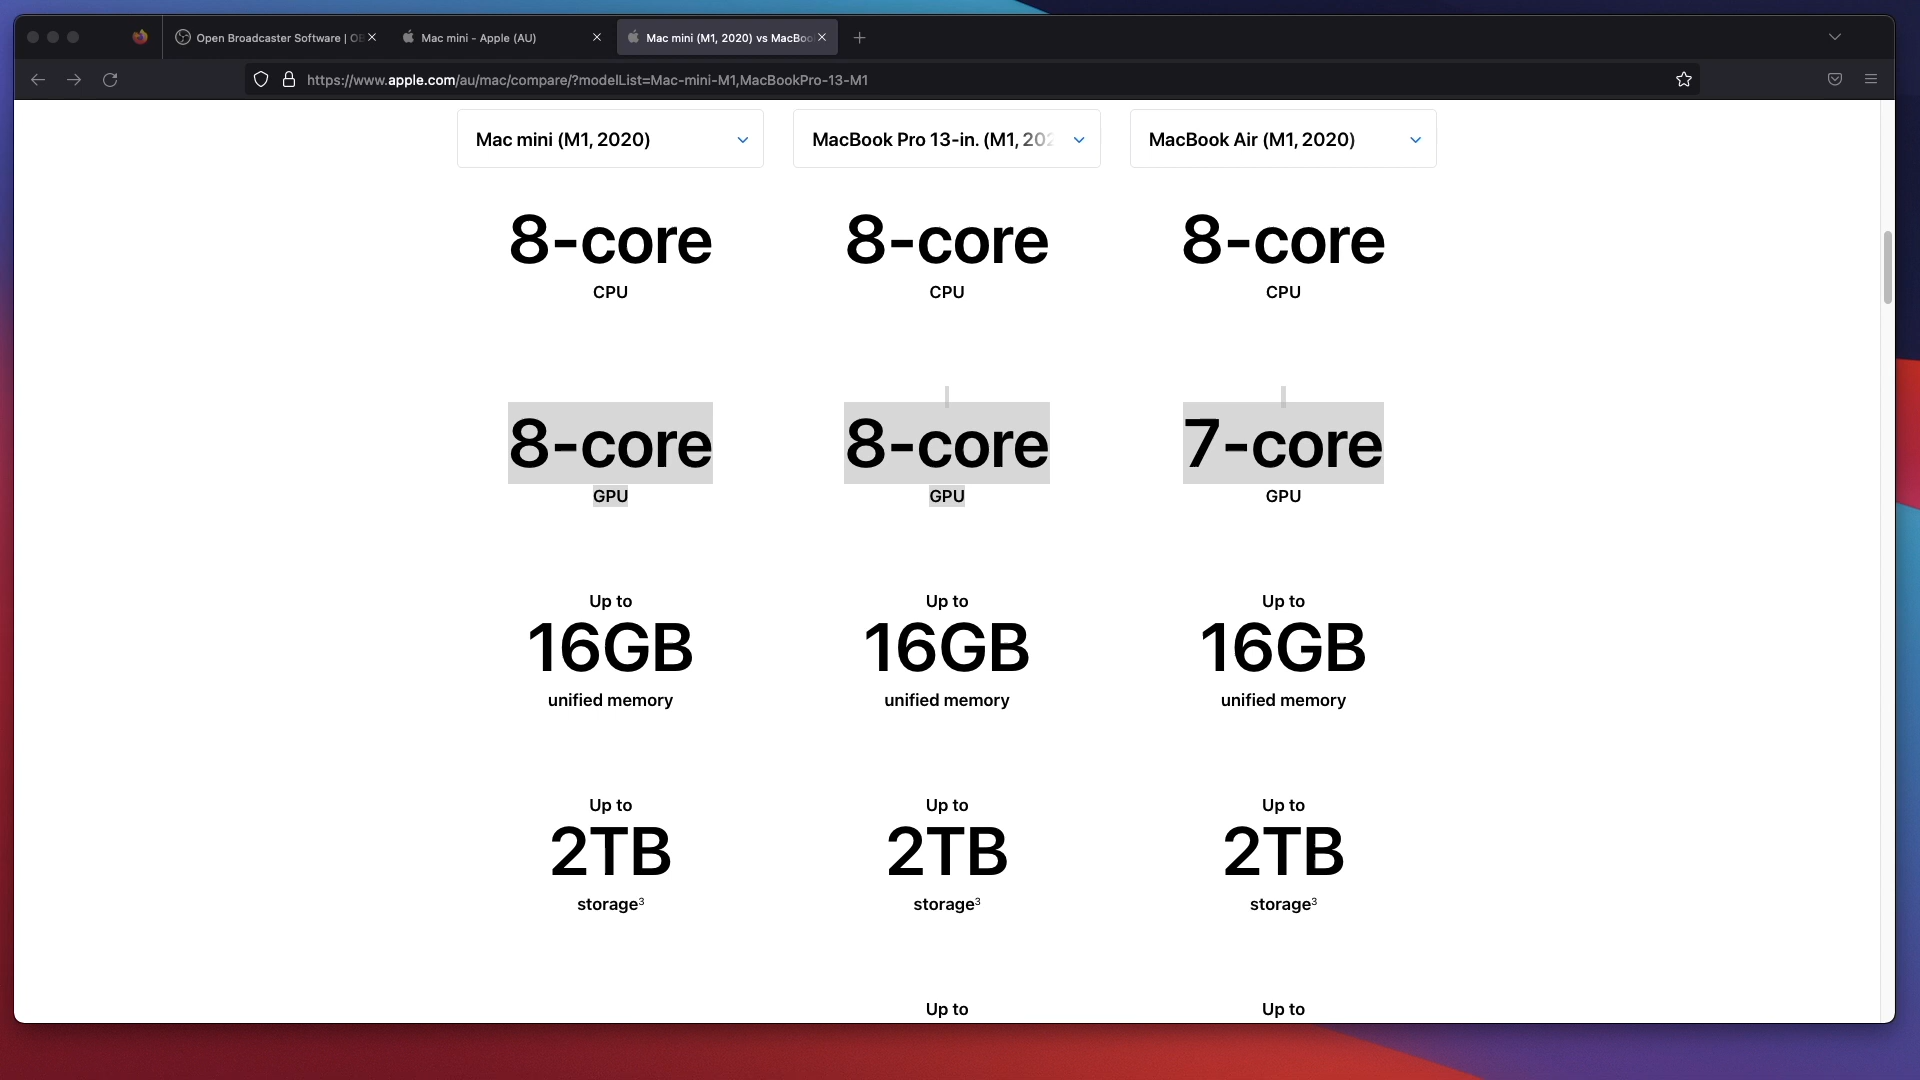 Open Broadcaster Software | OB
Mac mini - Apple (AU)
Mac mini (M1, 2020) vs MacBoo
https://www.apple.com/au/mac/compare/?modelList=Mac-mini-M1,MacBookPro-13-M1
Mac mini (M1, 2020) MacBook Pro 13-in. (M1, 202 MacBook Air (M1, 2020)
8-core 8-core 8-core
CPU CPU CPU
8-core 8-core 7-core
GPU GPU GPU
Up to Up to Up to
16GB 16GB 16GB
unified memory unified memory unified memory
Up to Up to Up to
2TB 2TB 2TB
storage³ storage³ storage³
Up to Up to